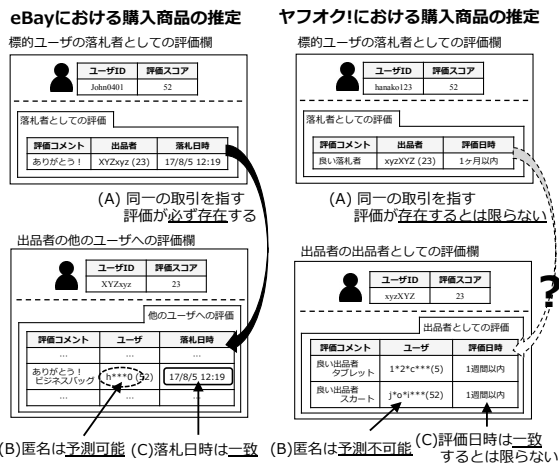 eBayにおける購入商品の推定
標的ユーザの落札者としての評価欄
ユーザID 評価スコア
John0401 52
落札者としての評価
評価コメント 出品者 落札日時
ありがとう！ XYZxyz (23) 17/8/5 12:19
(A) 同一の取引を指す
評価が必ず存在する
出品者の他のユーザへの評価欄
ユーザID 評価スコア
XYZxyz 23
他のユーザへの評価
評価コメント ユーザ 落札日時
… … …
ありがとう！
ビジネスバッグ h***0 (52) 17/8/5 12:19
… … …
(B)匿名は予測可能 (C)落札日時は一致
ヤフオク!における購入商品の推定
標的ユーザの落札者としての評価欄
ユーザID 評価スコア
hanako123 52
落札者としての評価
評価コメント 出品者 評価日時
良い落札者 xyzXYZ (23) 1ヶ月以内
(A) 同一の取引を指す
評価が存在するとは限らない
?
出品者の出品者としての評価欄
ユーザID 評価スコア
xyzXYZ 23
出品者としての評価
評価コメント ユーザ 評価日時
良い出品者
タブレット 1*2*c***(5) 1週間以内
良い出品者
スカート j*o*i***(52) 1週間以内
(B)匿名は予測不可能 (C)評価日時は一致
するとは限らない